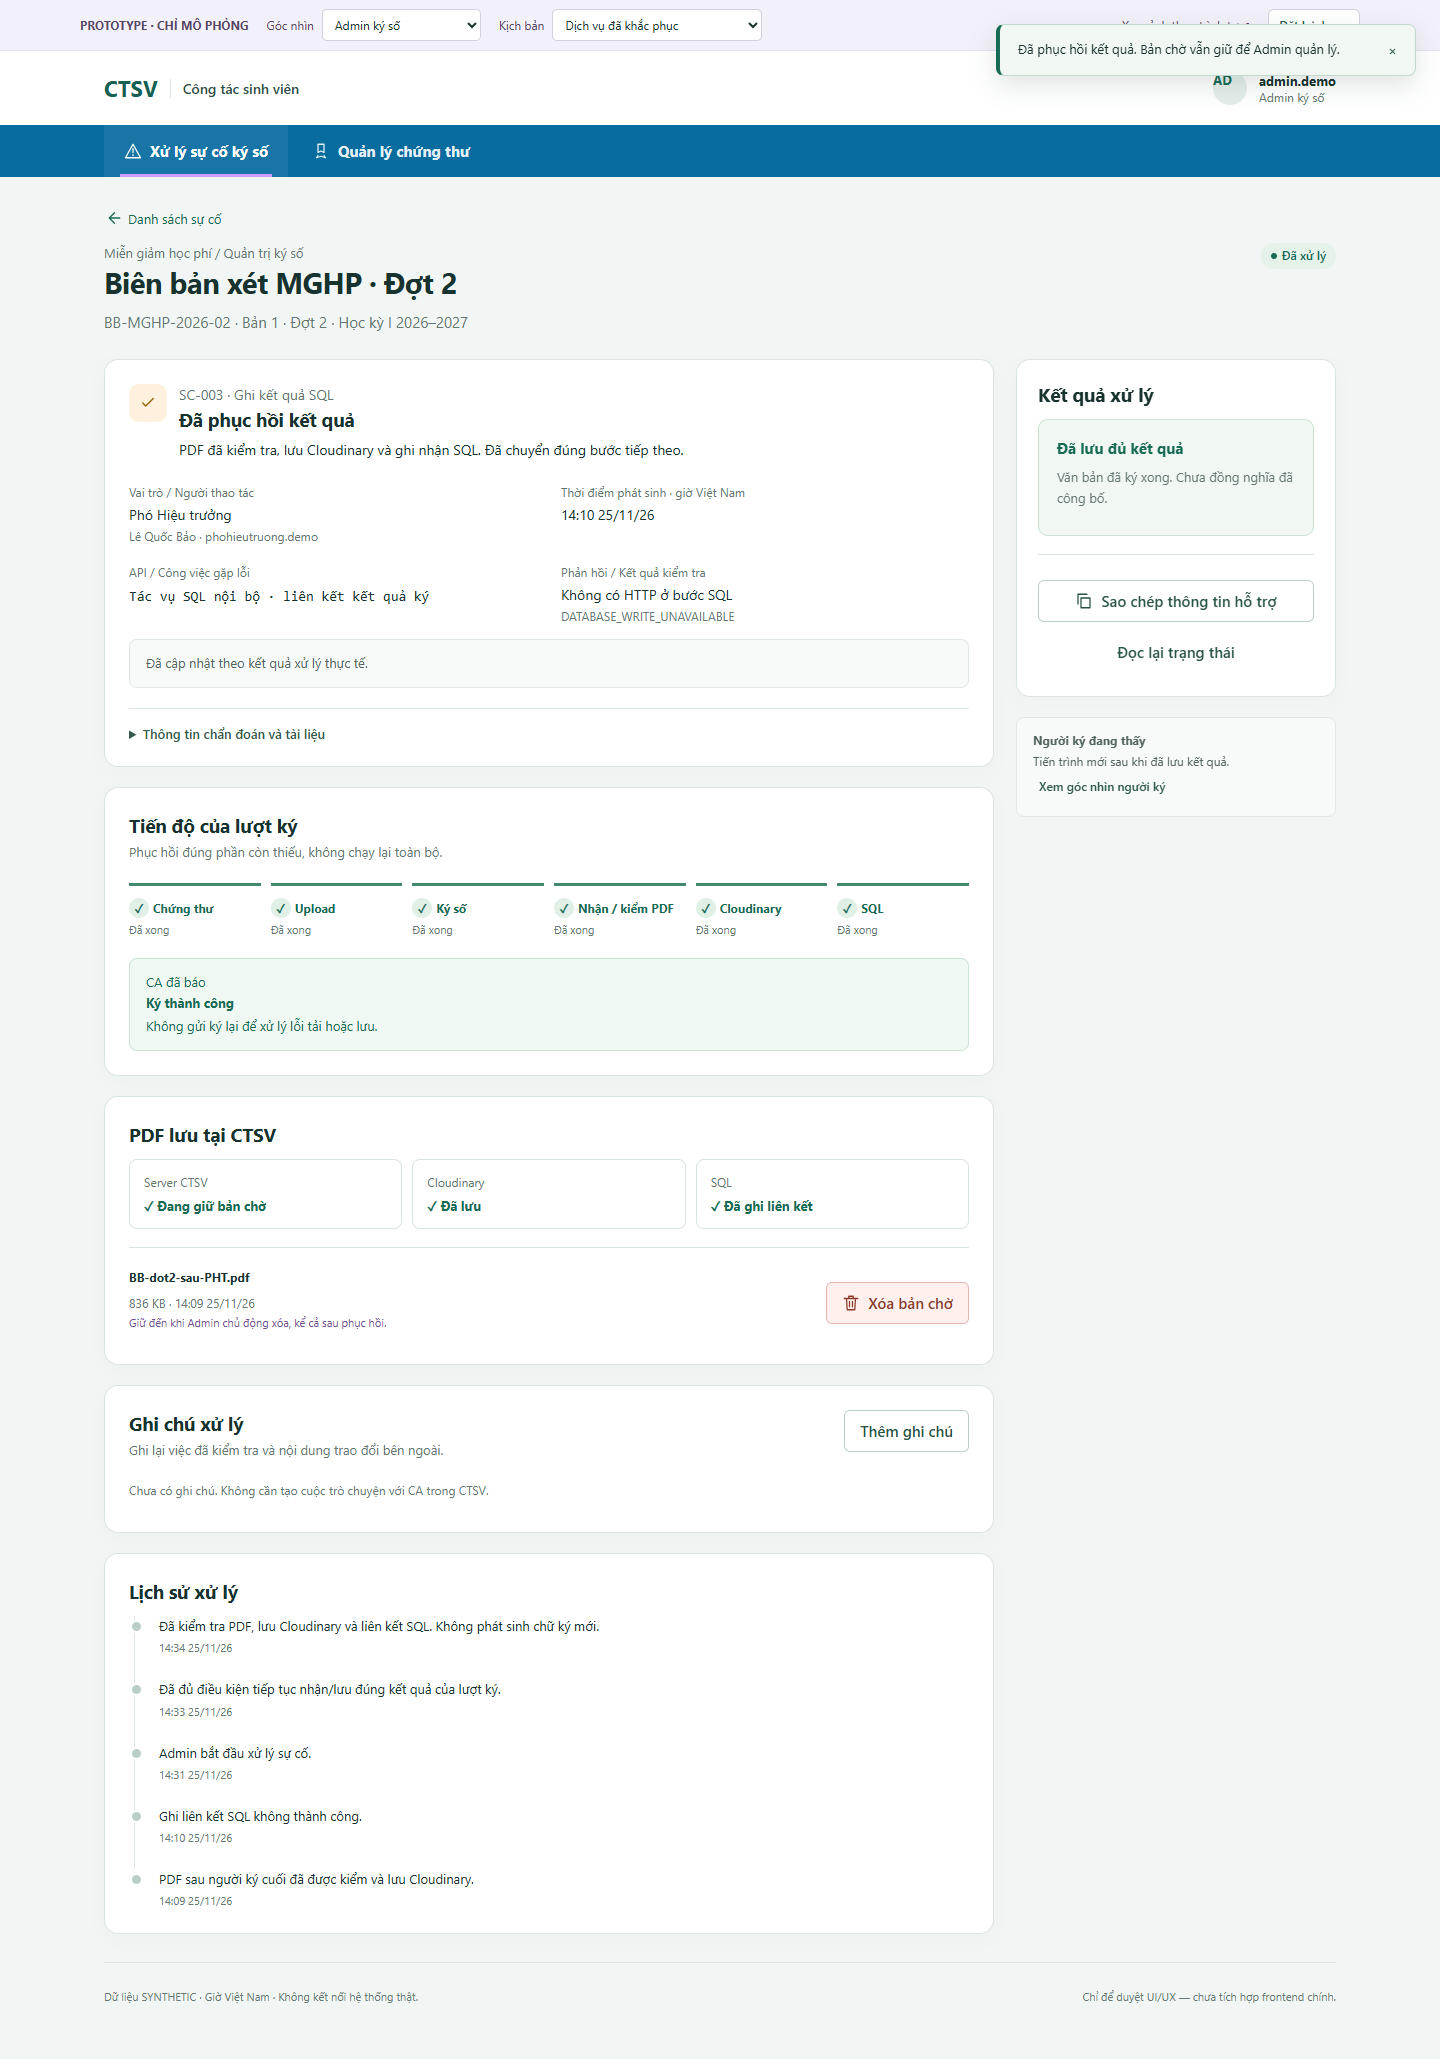 PROTOTYPE · CHỈ MÔ PHỎNG
Góc nhìn
Admin ký số
Kịch bản
Dịch vụ đã khắc phục
Đã phục hồi kết quả. Bản chờ vẫn giữ để Admin quản lý.
×
CTSV
Công tác sinh viên
AD
admin.demo
Admin ký số
Xử lý sự cố ký số
Quản lý chứng thư
Danh sách sự cố
Miễn giảm học phí / Quản trị ký số
Biên bản xét MGHP · Đợt 2
Đã xử lý
BB-MGHP-2026-02 · Bản 1 · Đợt 2 · Học kỳ I 2026–2027
SC-003 · Ghi kết quả SQL
Đã phục hồi kết quả
PDF đã kiểm tra, lưu Cloudinary và ghi nhận SQL. Đã chuyển đúng bước tiếp theo.
Vai trò / Người thao tác
Phó Hiệu trưởng
Lê Quốc Bảo · phohieutruong.demo
Thời điểm phát sinh · giờ Việt Nam
14:10 25/11/26
API / Công việc gặp lỗi
Tác vụ SQL nội bộ · liên kết kết quả ký
Phản hồi / Kết quả kiểm tra
Không có HTTP ở bước SQL
DATABASE_WRITE_UNAVAILABLE
Đã cập nhật theo kết quả xử lý thực tế.
Thông tin chẩn đoán và tài liệu
Kết quả xử lý
Đã lưu đủ kết quả
Văn bản đã ký xong. Chưa đồng nghĩa đã
công bố.
Sao chép thông tin hỗ trợ
Đọc lại trạng thái
Người ký đang thấy
Tiến trình mới sau khi đã lưu kết quả.
Xem góc nhìn người ký
Tiến độ của lượt ký
Phục hồi đúng phần còn thiếu, không chạy lại toàn bộ.
✓ Chứng thư
Đã xong
✓ Upload
Đã xong
✓ Ký số
Đã xong
✓ Nhận / kiểm PDF
Đã xong
✓ Cloudinary
Đã xong
✓ SQL
Đã xong
CA đã báo
Ký thành công
Không gửi ký lại để xử lý lỗi tải hoặc lưu.
PDF lưu tại CTSV
Server CTSV
✓ Đang giữ bản chờ
Cloudinary
✓ Đã lưu
SQL
✓ Đã ghi liên kết
BB-dot2-sau-PHT.pdf
836 KB · 14:09 25/11/26
Giữ đến khi Admin chủ động xóa, kể cả sau phục hồi.
Xóa bản chờ
Ghi chú xử lý
Ghi lại việc đã kiểm tra và nội dung trao đổi bên ngoài.
Thêm ghi chú
Chưa có ghi chú. Không cần tạo cuộc trò chuyện với CA trong CTSV.
Lịch sử xử lý
Đã kiểm tra PDF, lưu Cloudinary và liên kết SQL. Không phát sinh chữ ký mới.
14:34 25/11/26
Đã đủ điều kiện tiếp tục nhận/lưu đúng kết quả của lượt ký.
14:33 25/11/26
Admin bắt đầu xử lý sự cố.
14:31 25/11/26
Ghi liên kết SQL không thành công.
14:10 25/11/26
PDF sau người ký cuối đã được kiểm và lưu Cloudinary.
14:09 25/11/26
Dữ liệu SYNTHETIC · Giờ Việt Nam · Không kết nối hệ thống thật.
Chỉ để duyệt UI/UX — chưa tích hợp frontend chính.